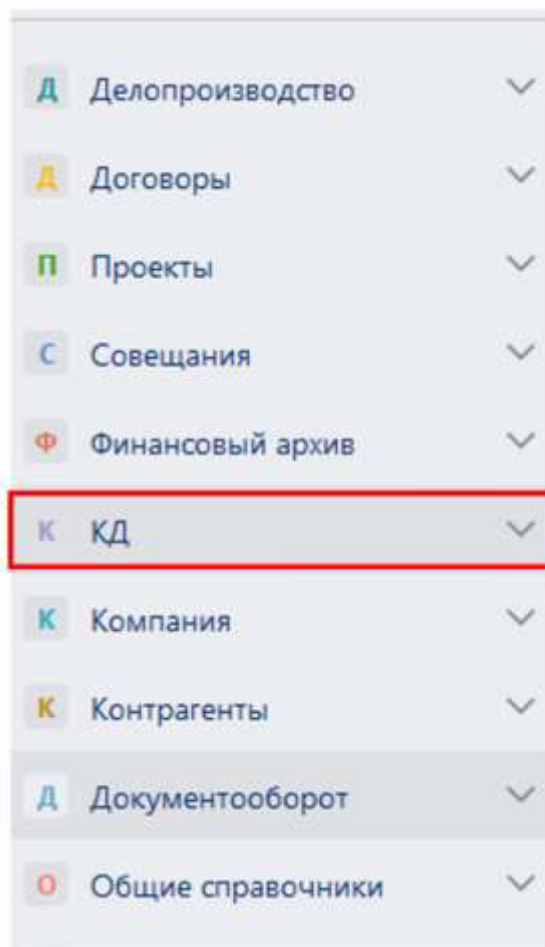 Д Делопроизводство
Д Договоры
П Проекты
С Совещания
Ф Финансовый архив
К КД
К Компания
К Контрагенты
Д Документооборот
О Общие справочники